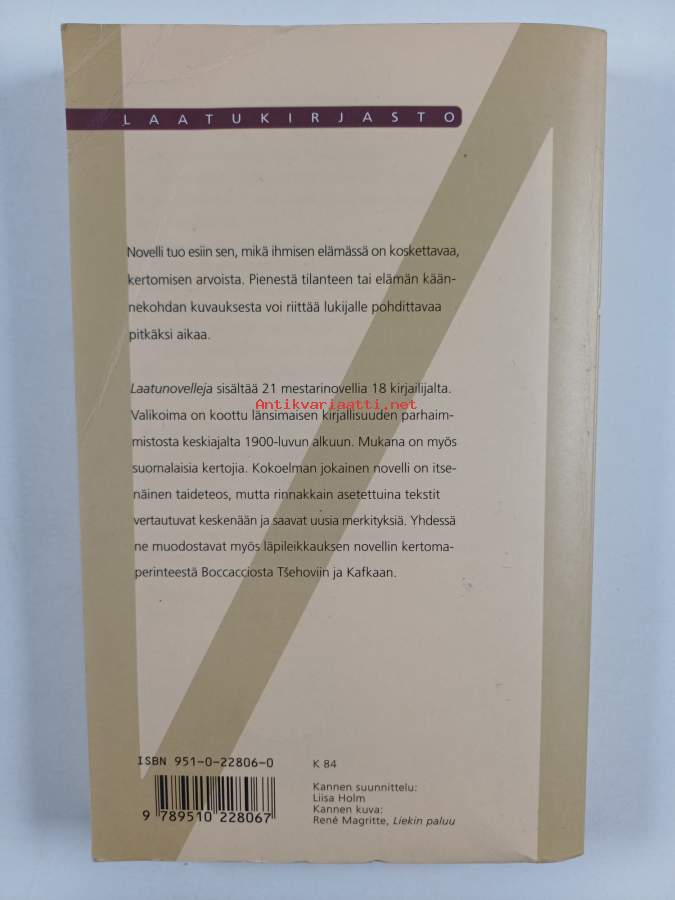 LAATUKIRJASTO
Novelli tuo esiin sen, mikä ihmisen elämässä on koskettavaa,
kertomisen arvoista. Pienestä tilanteen tai elämän kään-
nekohdan kuvauksesta voi riittää lukijalle pohdittavaa
pitkäksi aikaa.
Laatunovelleja sisältää 21 mestarinovellia 18 kirjailijalta.
Antikvariaatti.net
Valikoima on koottu länsimaisen kirjallisuuden parhaim-
mistosta keskiajalta 1900-luvun alkuun. Mukana on myös
suomalaisia kertojia. Kokoelman jokainen novelli on itse-
näinen taideteos, mutta rinnakkain asetettuina tekstit
vertautuvat keskenään ja saavat uusia merkityksiä. Yhdessä
ne muodostavat myös läpileikkauksen novellin kertoma-
perinteestä Boccacciosta Tšehoviin ja Kafkaan.
ISBN 951-0-22806-0
K 84
Kannen suunnittelu:
Liisa Holm
Kannen kuva:
René Magritte, Liekin paluu
9 789510 228067